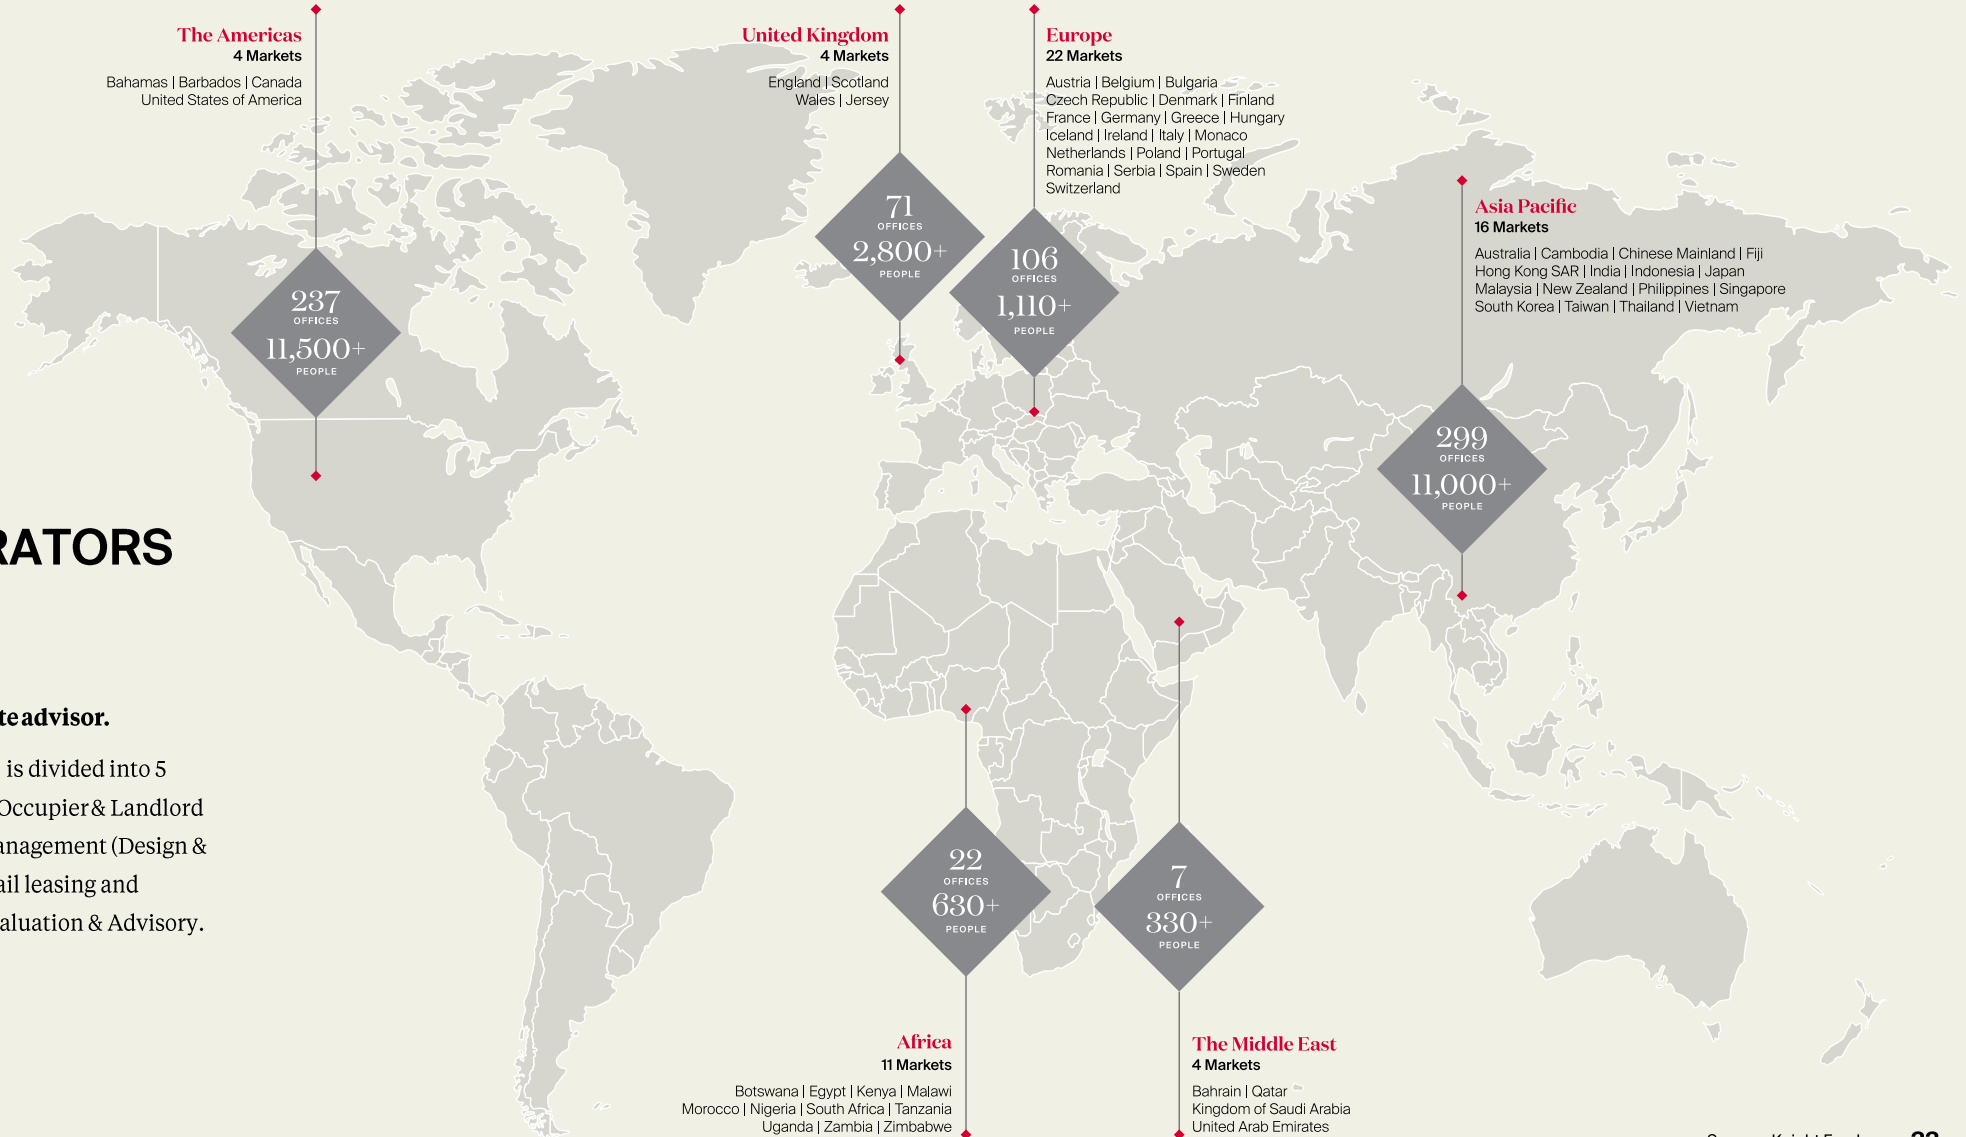 The Americas
4 Markets
Bahamas | Barbados | Canada
United States of America
237
OFFICES
11,500+
PEOPLE
United Kingdom
4 Markets
England | Scotland
Wales | Jersey
71
OFFICES
2,800+
PEOPLE
Europe
22 Markets
Austria | Belgium | Bulgaria
Czech Republic | Denmark | Finland
France | Germany | Greece | Hungary
Iceland | Ireland | Italy | Monaco
Netherlands | Poland | Portugal
Romania | Serbia | Spain | Sweden
Switzerland
106
OFFICES
1,110+
PEOPLE
Asia Pacific
16 Markets
Australia | Cambodia | Chinese Mainland | Fiji
Hong Kong SAR | India | Indonesia | Japan
Malaysia | New Zealand | Philippines | Singapore
South Korea | Taiwan | Thailand | Vietnam
299
OFFICES
11,000+
PEOPLE
RATORS
te advisor.
is divided into 5
Occupier & Landlord
anagement (Design &
ail leasing and
aluation & Advisory.
22
OFFICES
630+
PEOPLE
Africa
11 Markets
Botswana | Egypt | Kenya | Malawi
Morocco | Nigeria | South Africa | Tanzania
Uganda | Zambia | Zimbabwe
7
OFFICES
330+
PEOPLE
The Middle East
4 Markets
Bahrain | Qatar
Kingdom of Saudi Arabia
United Arab Emirates